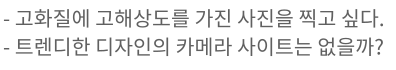 - 고화질에 고해상도를 가진 사진을 찍고 싶다.
- 트렌디한 디자인의 카메라 사이트는 없을까?